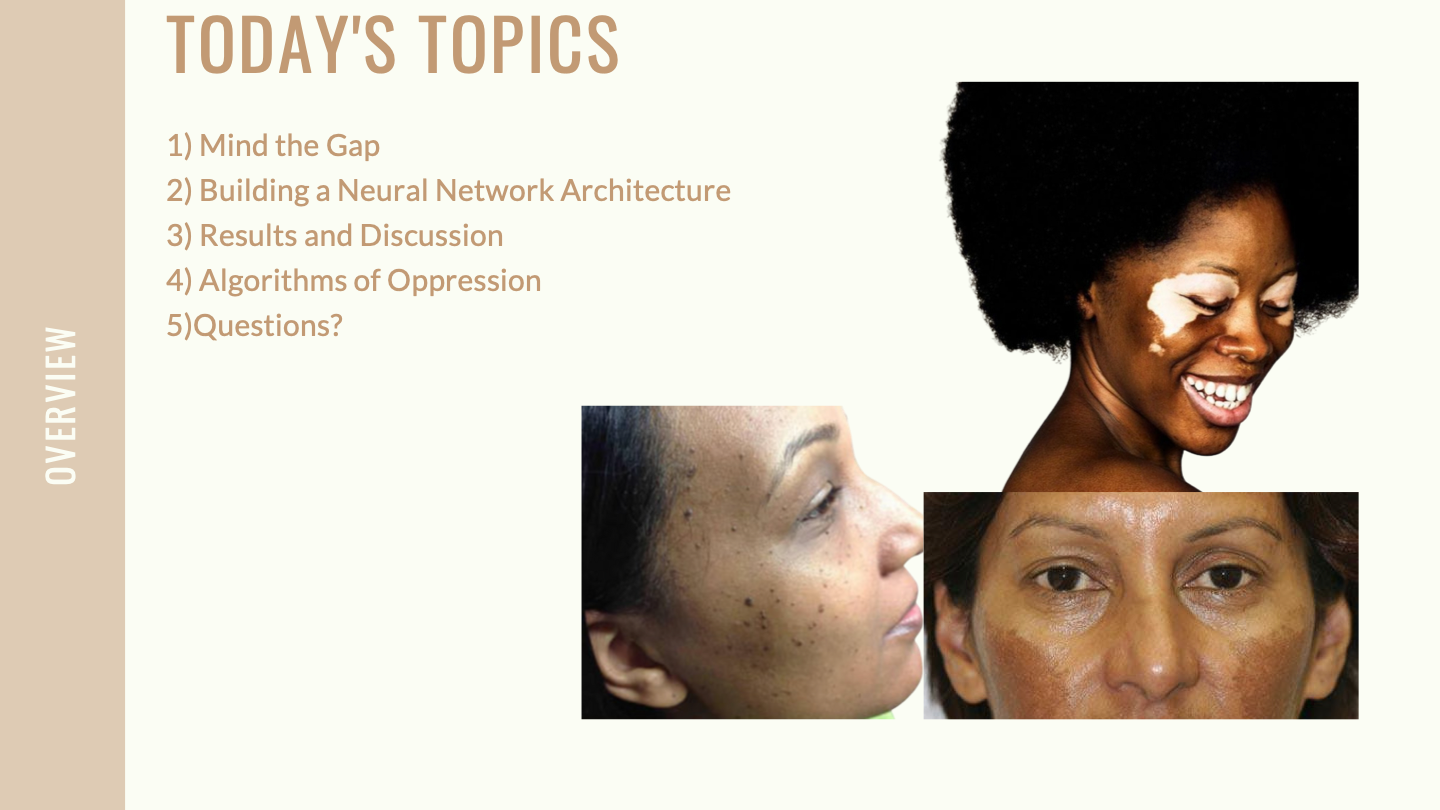 TODAY'S TOPICS
1) Mind the Gap
2) Building a Neural Network Architecture
3) Results and Discussion
4) Algorithms of Oppression
5)Questions?
OVERVIEW